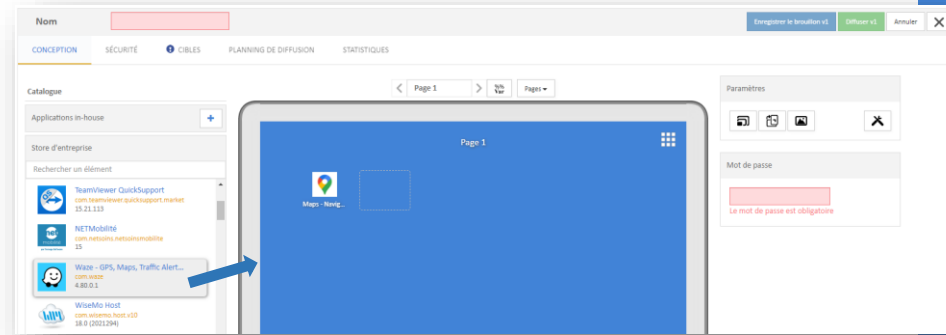 Nom
Enregistrer le brouillon v1
Diffuser v1
Annuler
CONCEPTION
SÉCURITÉ
CIBLES
PLANNING DE DIFFUSION
STATISTIQUES
Catalogue
Applications in-house
Store d'entreprise
Rechercher un élément
TeamViewer QuickSupport
com.teamviewer.quicksupport.market
15.21.113
NETMobilité
com.netsoins.netsoinsmobilite
15
Waze - GPS, Maps, Traffic Alert...
com.waze
4.80.0.1
WiseMo Host
com.wisemo.host.v10
18.0 (2021294)
Page 1
Pages
Page 1
Maps - Navig...
Paramètres
Mot de passe
Le mot de passe est obligatoire